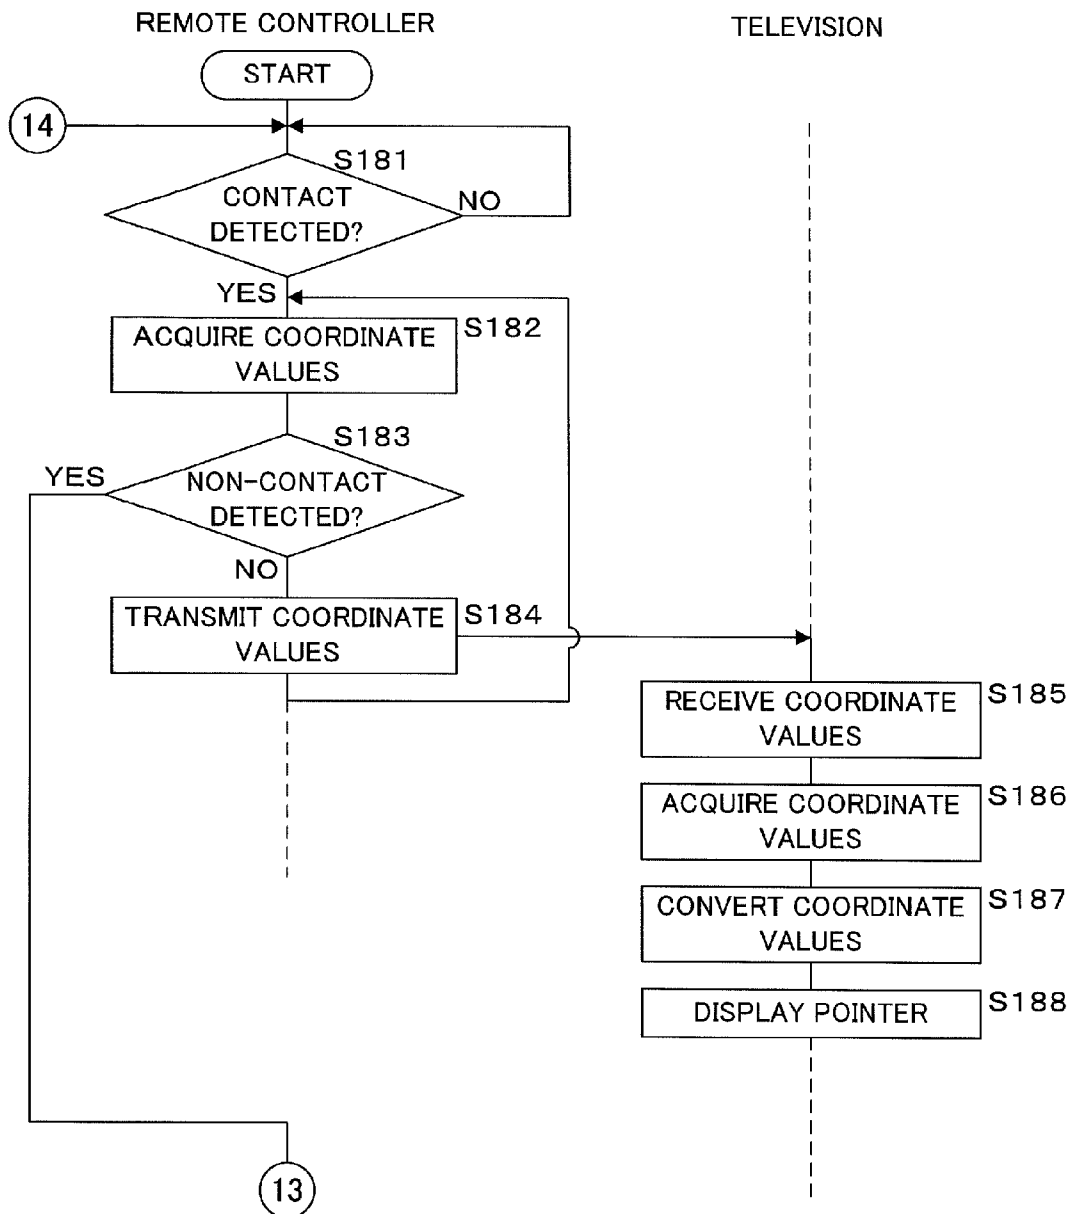 REMOTE CONTROLLER
TELEVISION
START
14
S181
CONTACT
DETECTED?
NO
YES
S182
ACQUIRE COORDINATE
VALUES
S183
YES
NON-CONTACT
DETECTED?
NO
S184
TRANSMIT COORDINATE
VALUES
S185
RECEIVE COORDINATE
VALUES
S186
ACQUIRE COORDINATE
VALUES
S187
CONVERT COORDINATE
VALUES
S188
DISPLAY POINTER
13